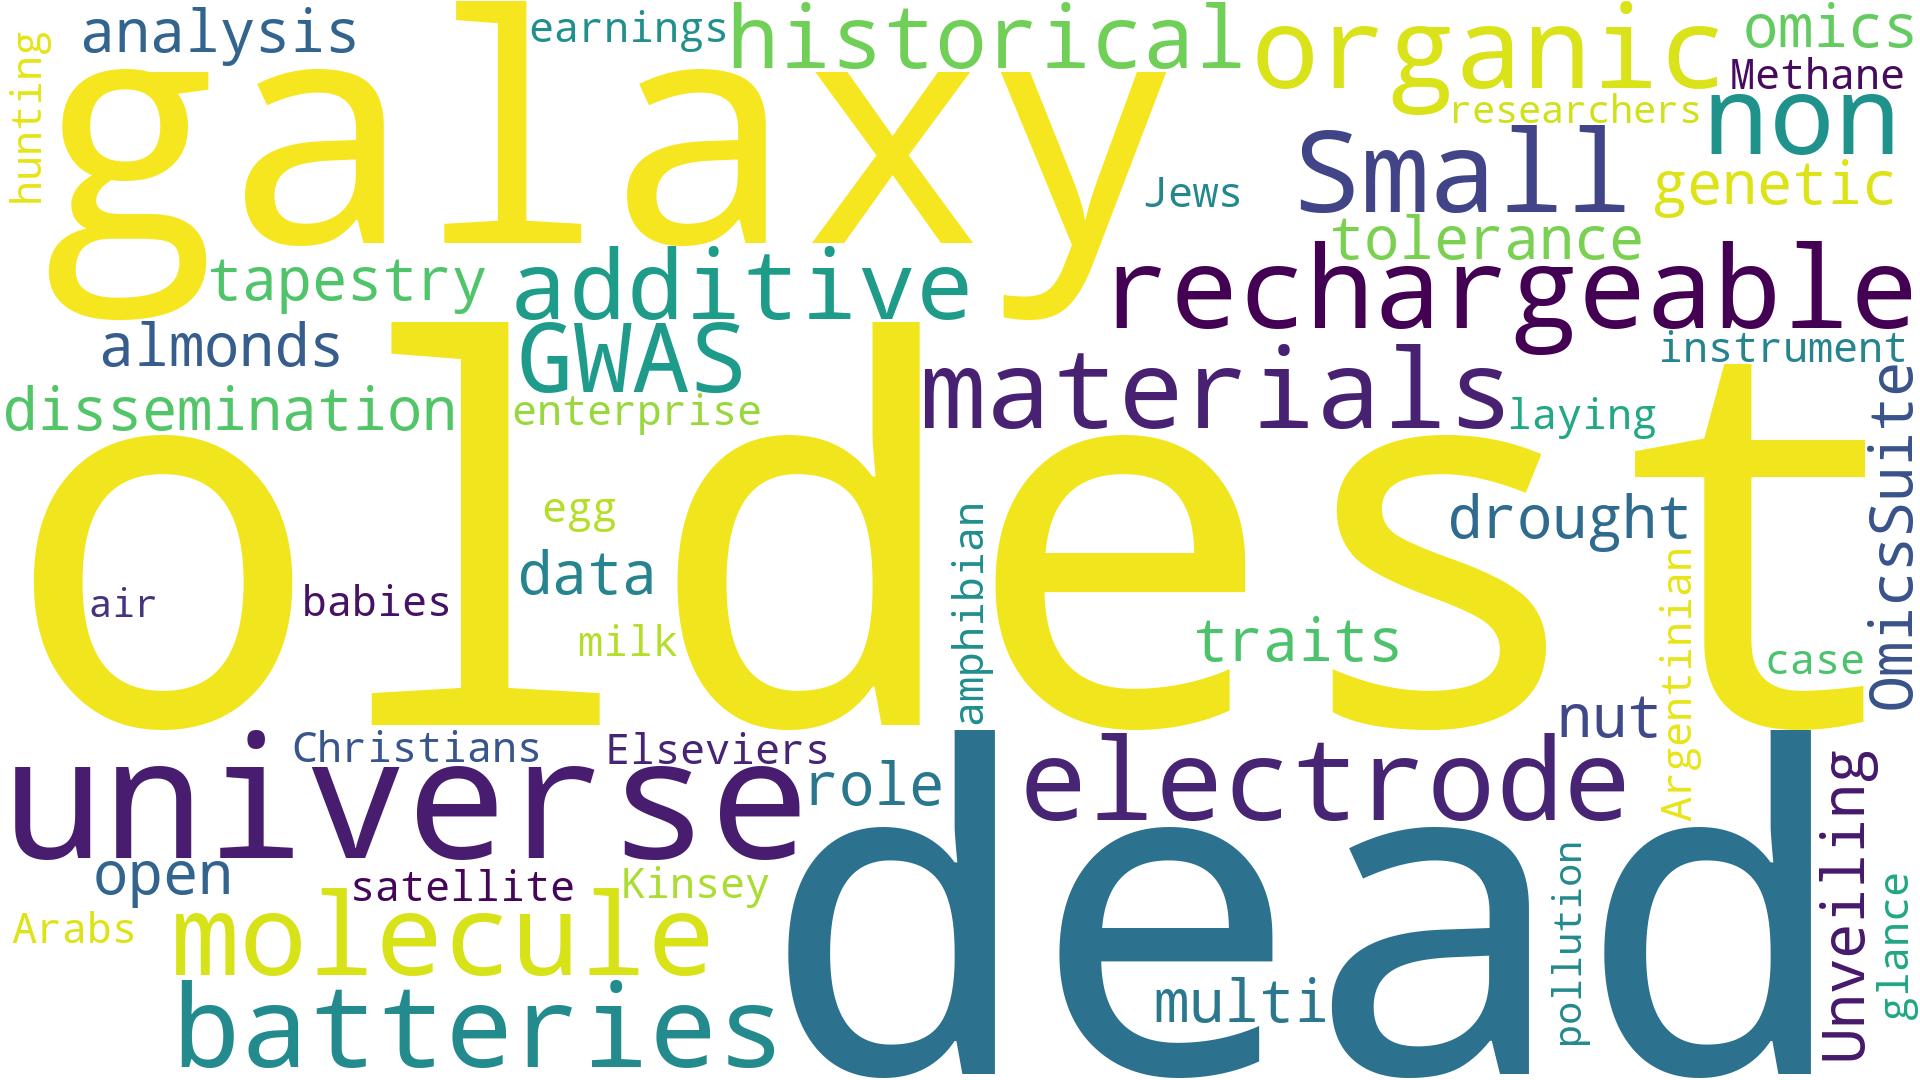 analysis
earnings
historical
organic
omics
hunting
galaxy
Methane
researchers
non
Small
Jews
genetic
tolerance
tapestry
additive
rechargeable
almonds
GWAS
materials
instrument
dissemination
enterprise
laying
OmicsSuite
oldest
egg
drought
amphibian
data
Argentinian
air
babies
milk
traits
case
nut
universe
Christians
Elseviers
role
electrode
dead
Unveiling
open
satellite
Kinsey
pollution
glance
Arabs
molecule
batteries
multi